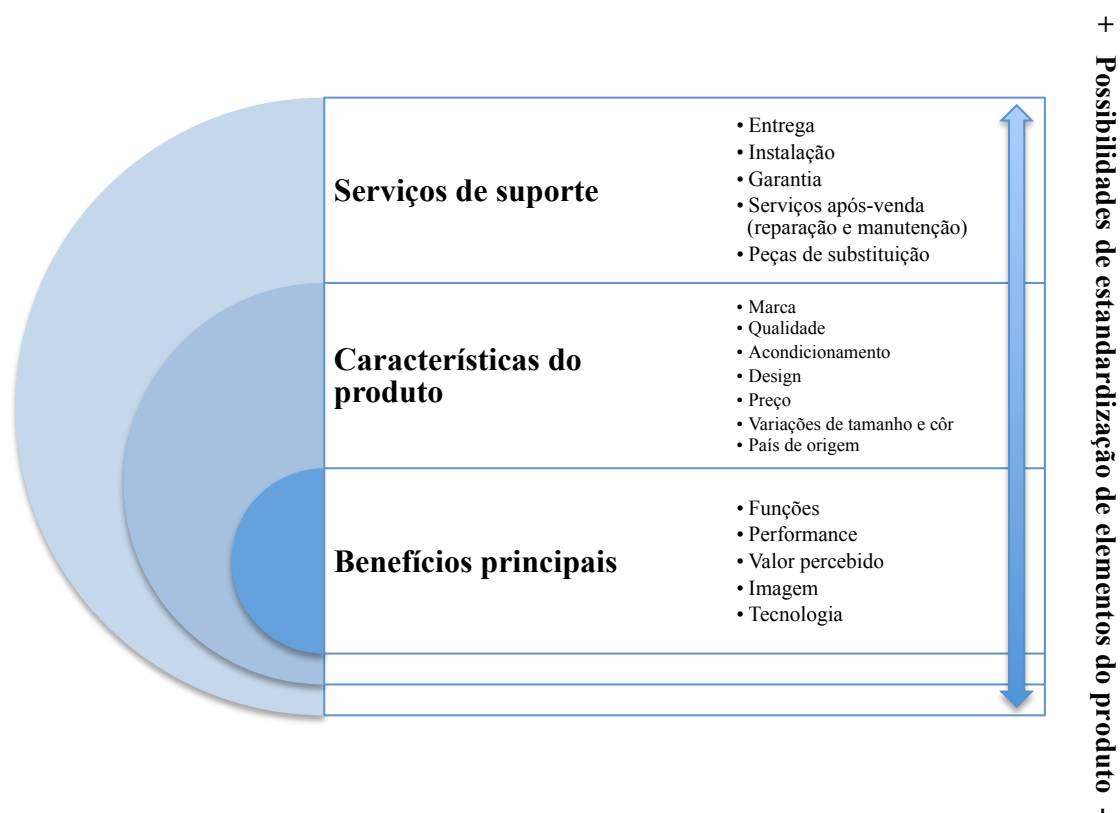 Serviços de suporte
• Entrega
• Instalação
• Garantia
• Serviços após-venda
(reparação e manutenção)
• Peças de substituição
Características do
produto
• Marca
• Qualidade
• Acondicionamento
• Design
• Preço
• Variações de tamanho e côr
• País de origem
Benefícios principais
• Funções
• Performance
• Valor percebido
• Imagem
• Tecnologia
+ Possibilidades de estandardização de elementos do produto -